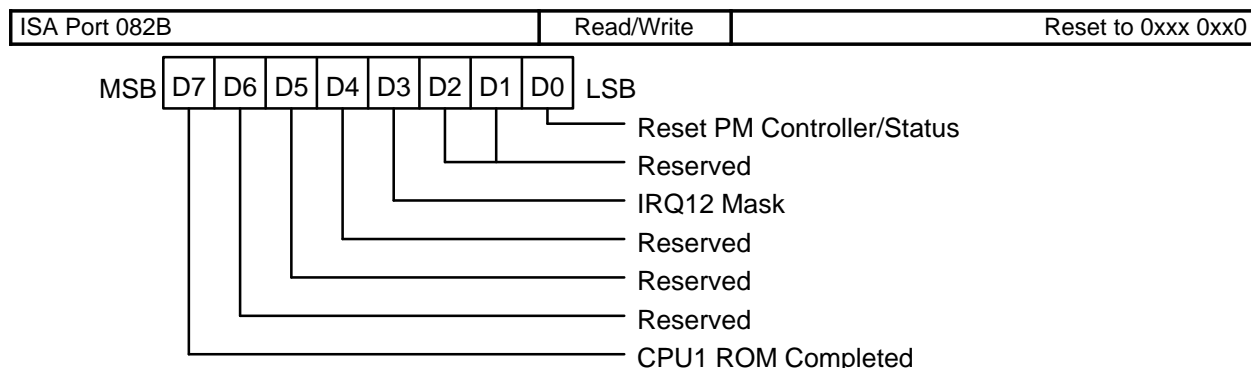 ISA Port 082B Read/Write Reset to 0xxx 0xx0
MSB D7 D6 D5 D4 D3 D2 D1 D0 LSB
Reset PM Controller/Status
Reserved
IRQ12 Mask
Reserved
Reserved
Reserved
CPU1 ROM Completed